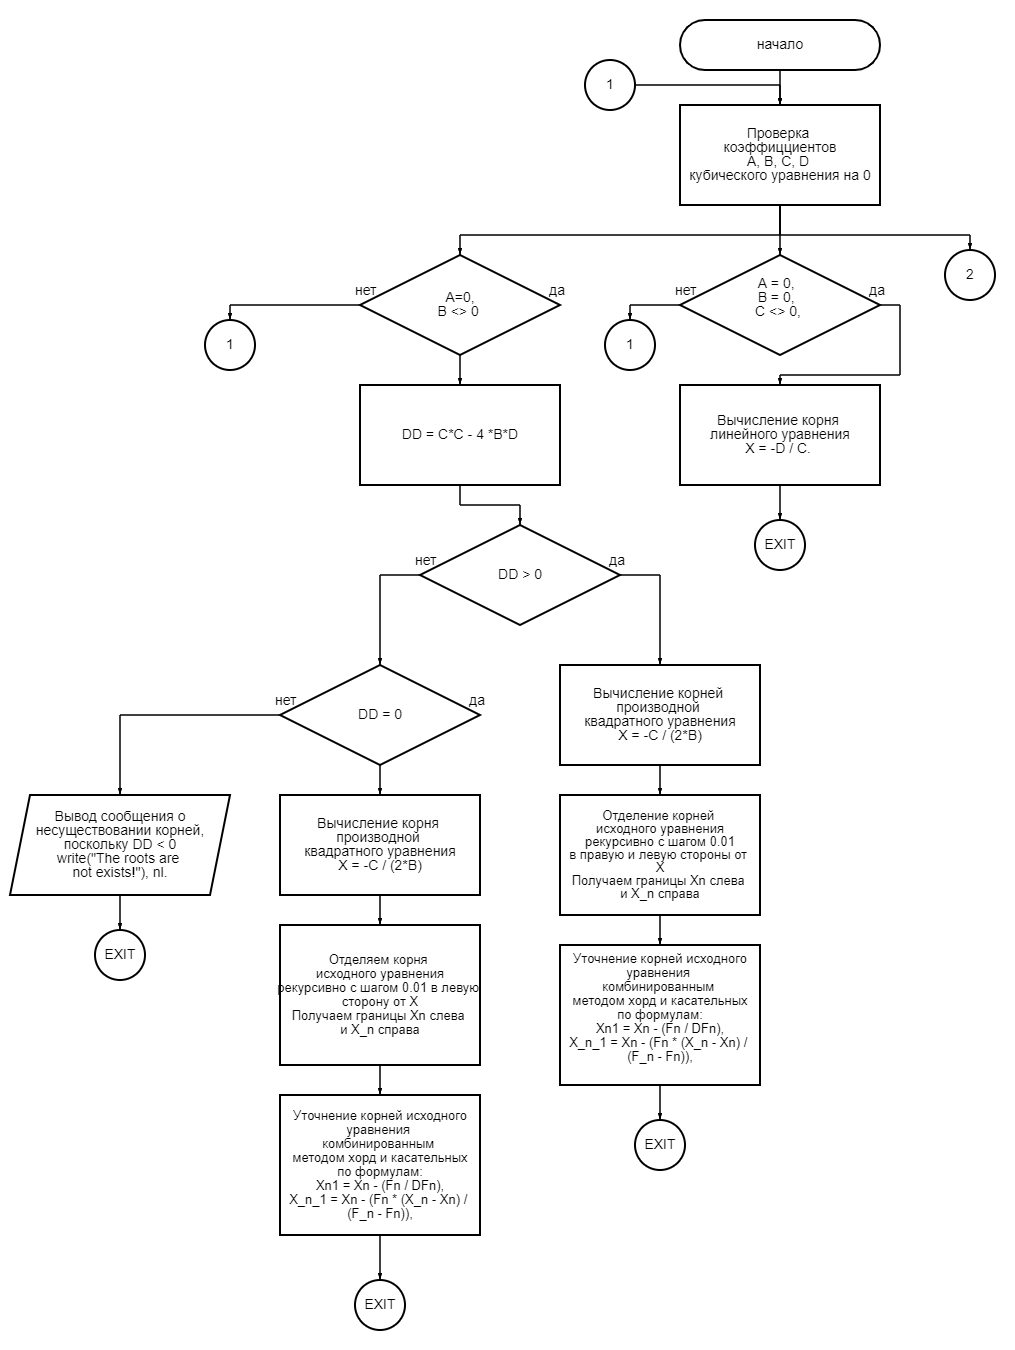 начало
1
Проверка
коэффицциентов
A, B, C, D
кубического уравнения на 0
2
нет
A=0,
B <> 0
да
1
нет
A = 0,
B = 0,
C <> 0,
да
1
DD = C*C - 4 *B*D
Вычисление корня
линейного уравнения
X = -D / C.
EXIT
нет
DD > 0
да
нет
DD = 0
да
Вычисление корней
производной
квадратного уравнения
X = -C / (2*B)
Вывод сообщения о
несуществовании корней,
поскольку DD < 0
write("The roots are
not exists!"), nl.
EXIT
Вычисление корня
производной
квадратного уравнения
X = -C / (2*B)
Отделение корней
исходного уравнения
рекурсивно с шагом 0.01
в правую и левую стороны от
X
Получаем границы Xn слева
и X_n справа
Отделяем корня
исходного уравнения
рекурсивно с шагом 0.01 в левую
сторону от X
Получаем границы Xn слева
и X_n справа
Уточнение корней исходного
уравнения
комбинированным
методом хорд и касательных
по формулам:
Xn1 = Xn - (Fn / DFn),
X_n_1 = Xn - (Fn * (X_n - Xn) /
(F_n - Fn)),
EXIT
Уточнение корней исходного
уравнения
комбинированным
методом хорд и касательных
по формулам:
Xn1 = Xn - (Fn / DFn),
X_n_1 = Xn - (Fn * (X_n - Xn) /
(F_n - Fn)),
EXIT